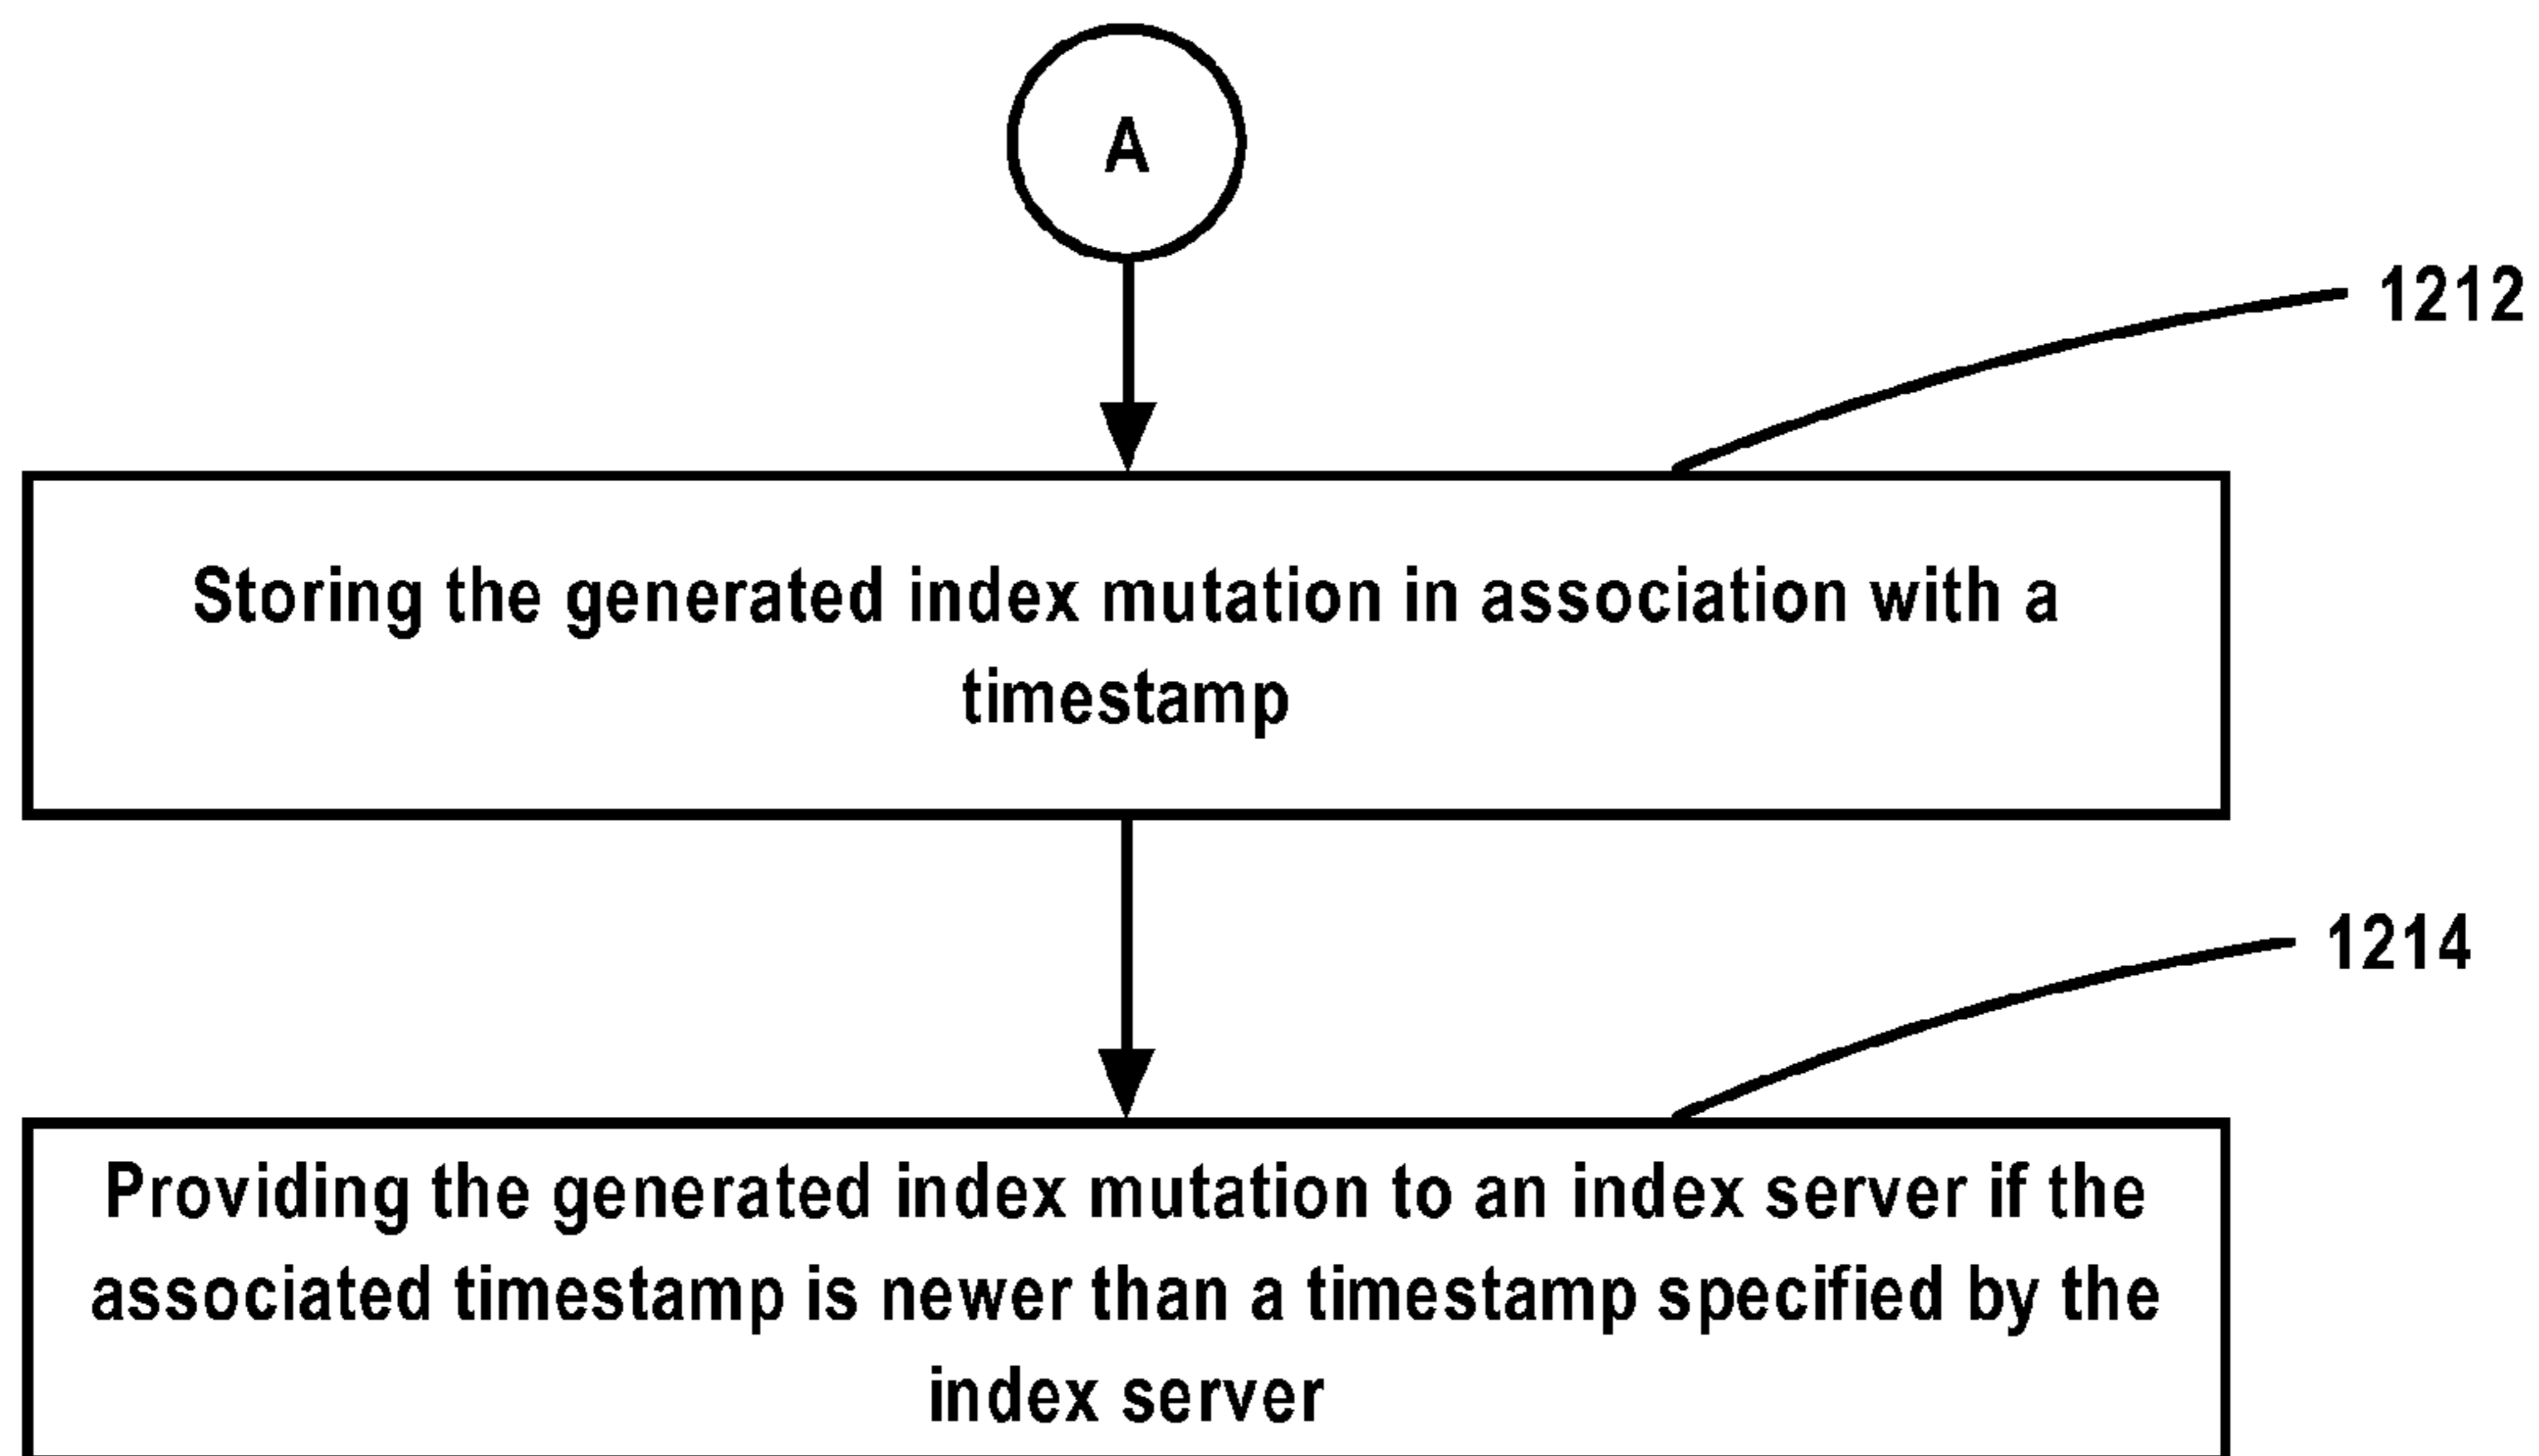 A
1212
Storing the generated index mutation in association with a
timestamp
1214
Providing the generated index mutation to an index server if the
associated timestamp is newer than a timestamp specified by the
index server